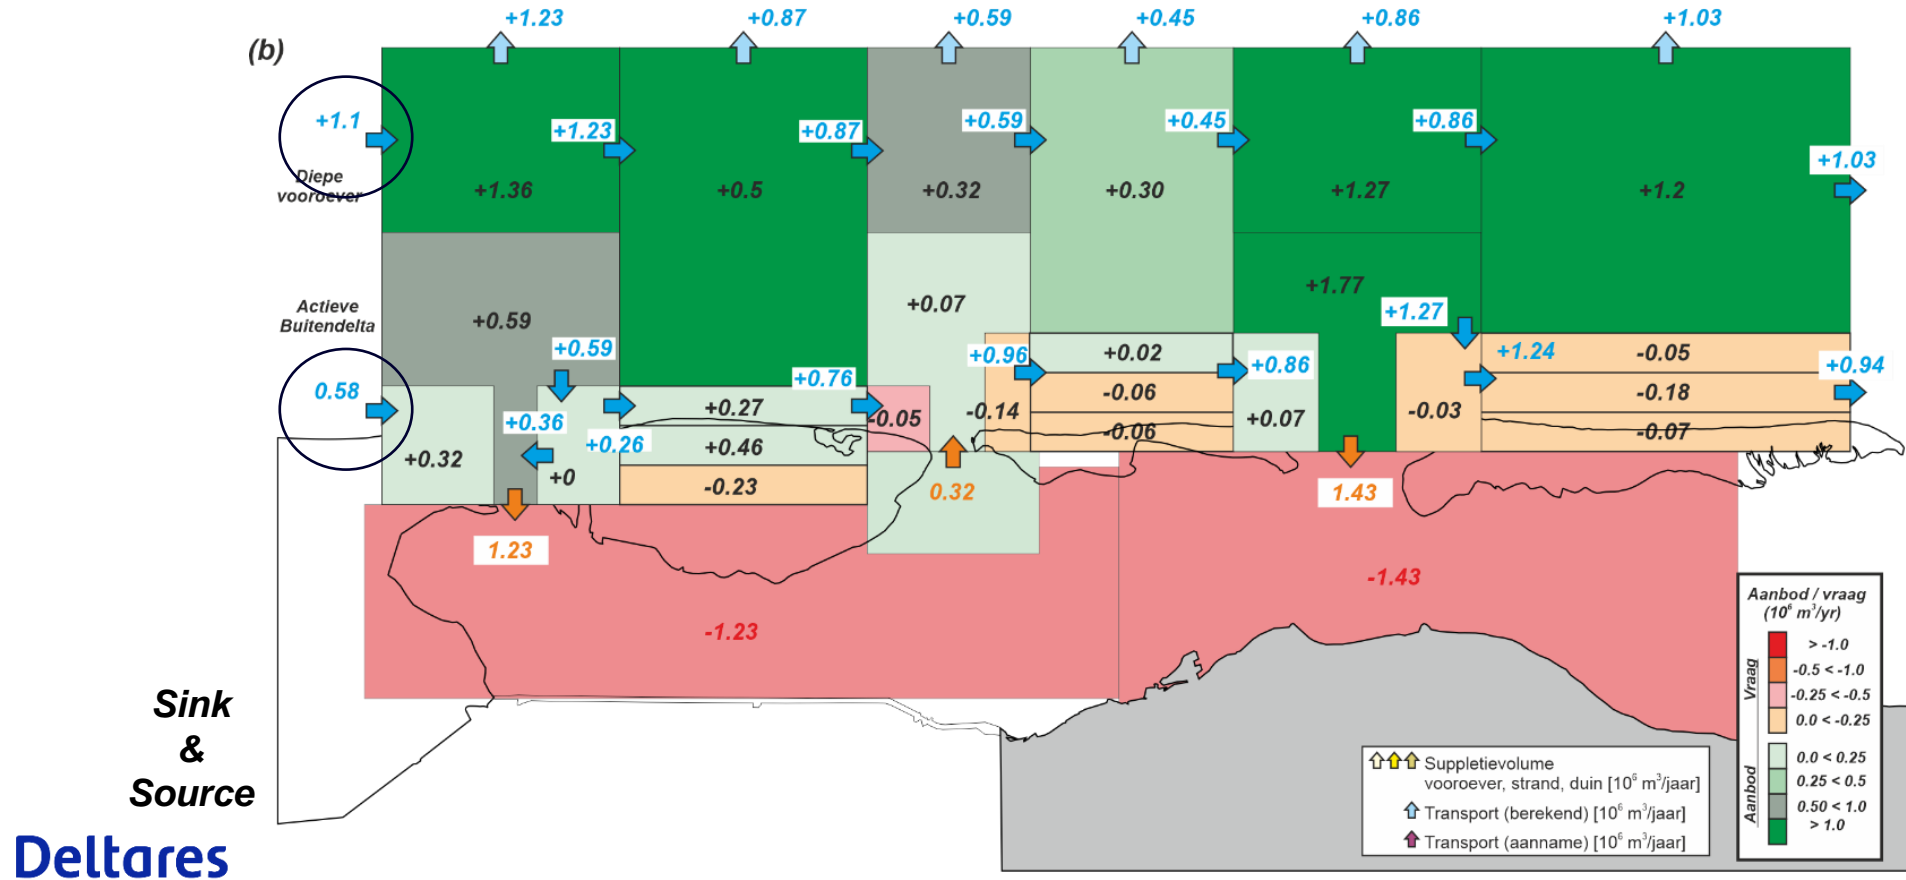 +1.23 +0.87 +0.59 +0.45 +0.86 +1.03
(b)
+1.1 +1.23 +0.87 +0.59 +0.45 +0.86 +1.03
Diepe
vooroever
+1.36 +0.5 +0.32 +0.30 +1.27 +1.2
Actieve
Buitendelta
+0.59 +0.07 +1.77
+1.27
+0.59 +0.96 +0.02 +0.86 +1.24 -0.05 +0.94
0.58 +0.76 -0.06 -0.18
+0.36 +0.26 +0.27 -0.05 -0.14 +0.07 -0.03
+0.32 +0 +0.46 -0.06 -0.07
-0.23 0.32 1.43
1.23
-1.23 -1.43
Sink
&
Source
Deltares
Aanbod / vraag
(10⁶ m³/yr)
Vraag
> -1.0
-0.5 < -1.0
-0.25 < -0.5
0.0 < -0.25
Aanbod
0.0 < 0.25
0.25 < 0.5
0.50 < 1.0
> 1.0
Suppletievolume
vooroever, strand, duin [10⁶ m³/jaar]
Transport (berekend) [10⁶ m³/jaar]
Transport (aanname) [10⁶ m³/jaar]